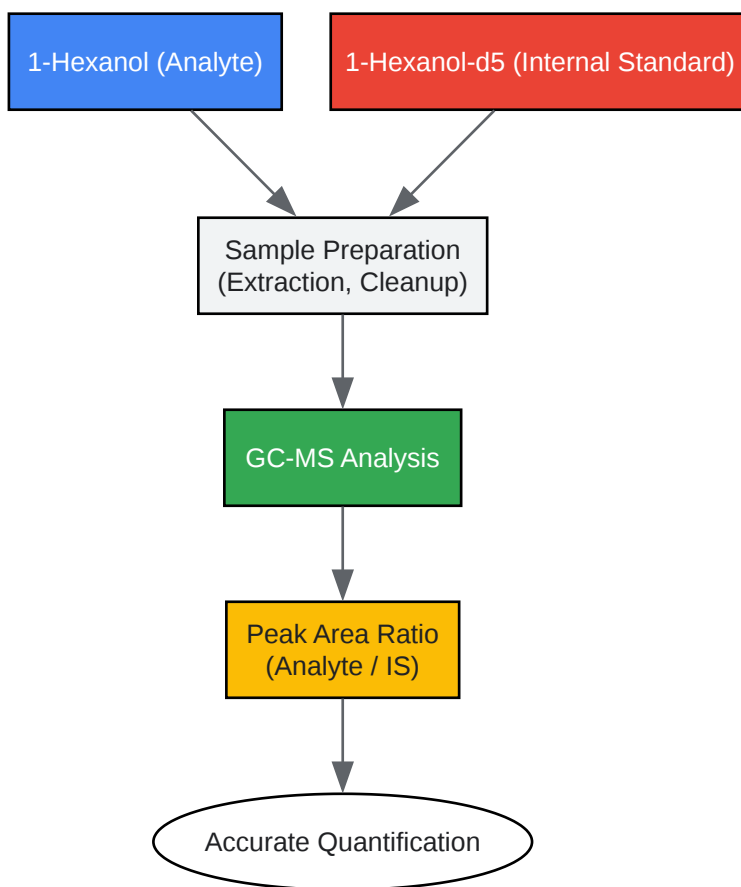 1-Hexanol (Analyte)
1-Hexanol-d5 (Internal Standard)
Sample Preparation
(Extraction, Cleanup)
GC-MS Analysis
Peak Area Ratio
(Analyte / IS)
Accurate Quantification